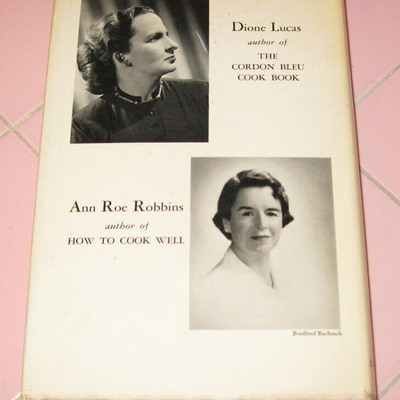 Dione Lucas
author of
THE
CORDON BLEU
COOK BOOK
Ann Roe Robbins
author of
HOW TO COOK WELL
Bradford Bachrach